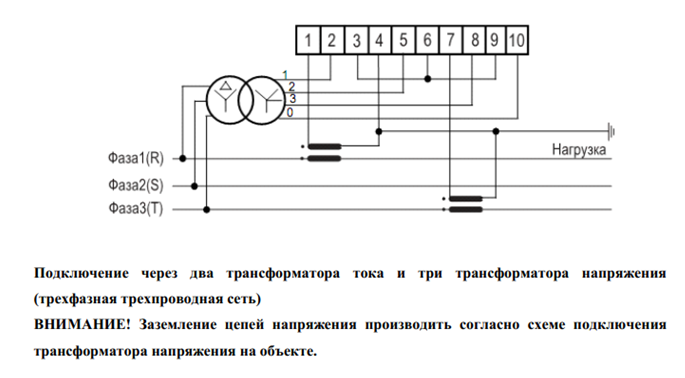 1 2 3 4 5 6 7 8 9 10
1
2
3
0
Нагрузка
Фаза1(R)
Фаза2(S)
Фаза3(T)
Подключение через два трансформатора тока и три трансформатора напряжения
(трехфазная трехпроводная сеть)
ВНИМАНИЕ! Заземление цепей напряжения производить согласно схеме подключения
трансформатора напряжения на объекте.